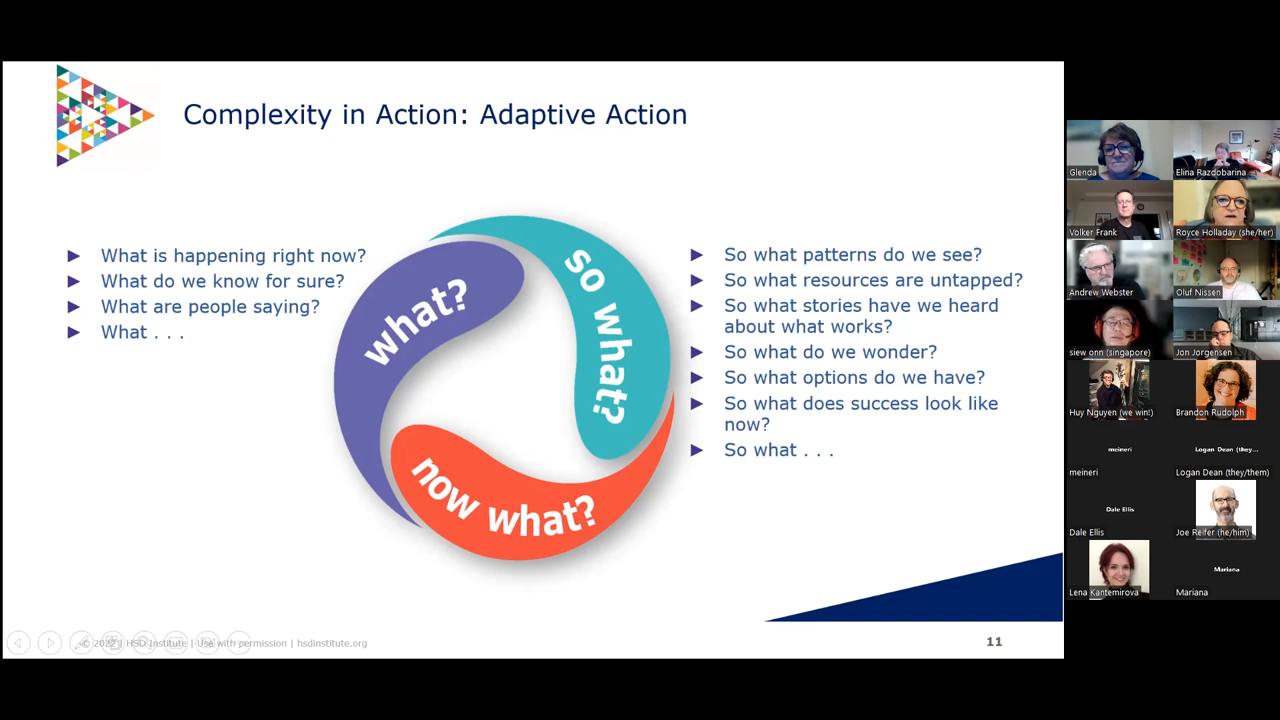 Complexity in Action: Adaptive Action
► What is happening right now?
► What do we know for sure?
► What are people saying?
► What . . .
what?
so what?
now what?
► So what patterns do we see?
► So what resources are untapped?
► So what stories have we heard
about what works?
► So what do we wonder?
► So what options do we have?
► So what does success look like
now?
► So what . . .
© 2022 | HSD Institute | Use with permission | hsdinstitute.org
11
Glenda
Elina Razdobarina
Volker Frank
Royce Holladay (she/her)
Andrew Webster
Oluf Nissen
siew onn (singapore)
Jon Jorgensen
Huy Nguyen (we win!)
Brandon Rudolph
meineri
Logan Dean (they...
meineri
Logan Dean (they/them)
Dale Ellis
Dale Ellis
Joe Reifer (he/him)
Lena Kantemirova
Mariana
Mariana